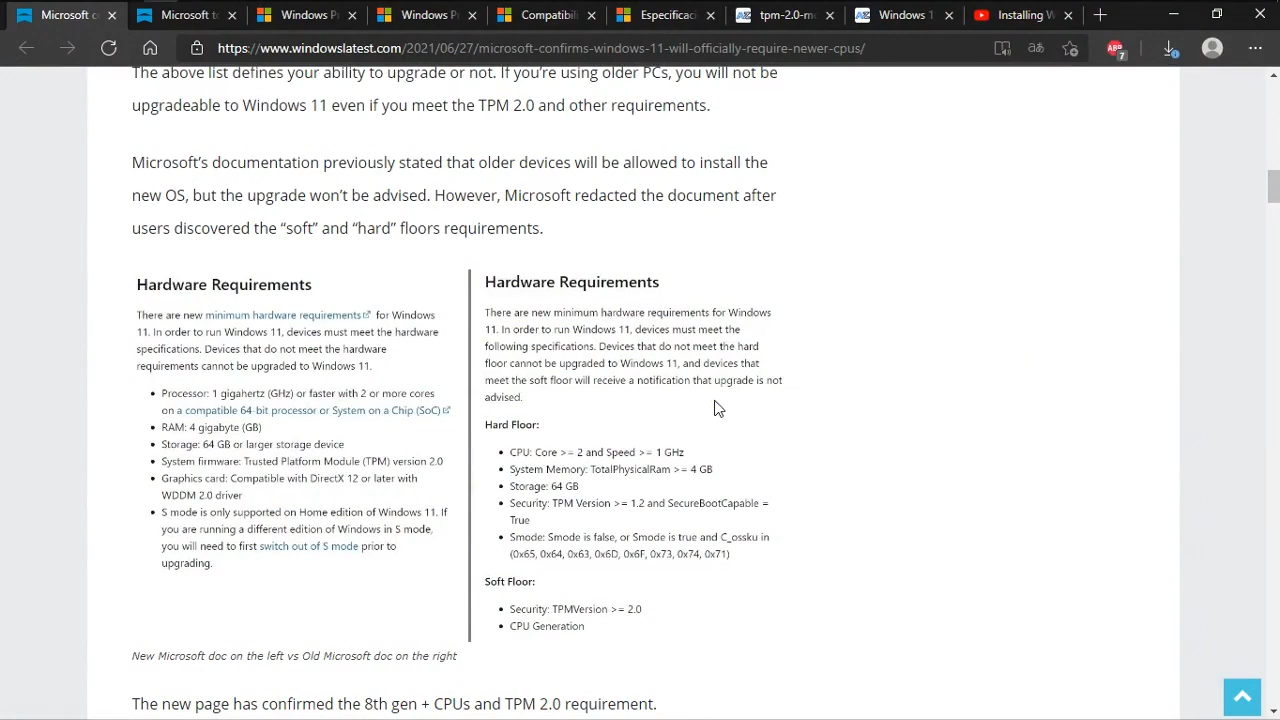 Microsoft c
Microsoft to
Windows P
Windows P
Compatibi
Especificac
tpm-2.0-m
Windows 1
Installing W
https://www.windowslatest.com/2021/06/27/microsoft-confirms-windows-11-will-officially-require-newer-cpus/
ABP
7
The above list defines your ability to upgrade or not. If you're using older PCs, you will not be
upgradeable to Windows 11 even if you meet the TPM 2.0 and other requirements.
Microsoft's documentation previously stated that older devices will be allowed to install the
new OS, but the upgrade won't be advised. However, Microsoft redacted the document after
users discovered the “soft” and “hard” floors requirements.
Hardware Requirements
There are new minimum hardware requirements for Windows
11. In order to run Windows 11, devices must meet the hardware
specifications. Devices that do not meet the hardware
requirements cannot be upgraded to Windows 11.
• Processor: 1 gigahertz (GHz) or faster with 2 or more cores
on a compatible 64-bit processor or System on a Chip (SoC)
• RAM: 4 gigabyte (GB)
• Storage: 64 GB or larger storage device
• System firmware: Trusted Platform Module (TPM) version 2.0
• Graphics card: Compatible with DirectX 12 or later with
WDDM 2.0 driver
• S mode is only supported on Home edition of Windows 11. If
you are running a different edition of Windows in S mode,
you will need to first switch out of S mode prior to
upgrading.
Hardware Requirements
There are new minimum hardware requirements for Windows
11. In order to run Windows 11, devices must meet the
following specifications. Devices that do not meet the hard
floor cannot be upgraded to Windows 11, and devices that
meet the soft floor will receive a notification that upgrade is not
advised.
Hard Floor:
• CPU: Core >= 2 and Speed >= 1 GHz
• System Memory: TotalPhysicalRam >= 4 GB
• Storage: 64 GB
• Security: TPM Version >= 1.2 and SecureBootCapable =
True
• Smode: Smode is false, or Smode is true and C_ossku in
(0x65, 0x64, 0x63, 0x6D, 0x6F, 0x73, 0x74, 0x71)
Soft Floor:
• Security: TPMVersion >= 2.0
• CPU Generation
New Microsoft doc on the left vs Old Microsoft doc on the right
The new page has confirmed the 8th gen + CPUs and TPM 2.0 requirement.